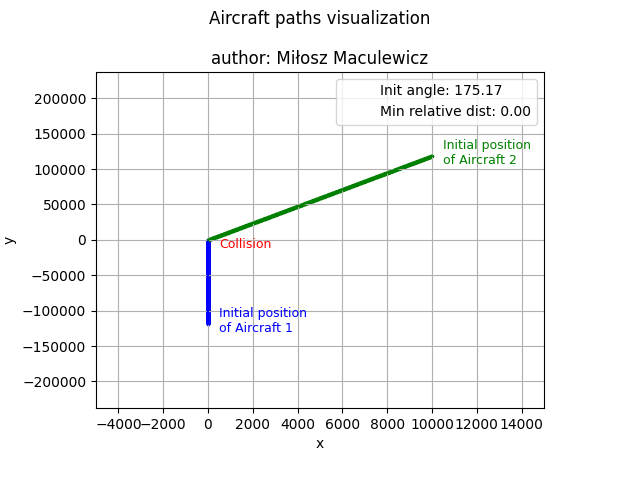 Aircraft paths visualization
author: Miłosz Maculewicz
Init angle: 175.17
Min relative dist: 0.00
Initial position
of Aircraft 2
Collision
Initial position
of Aircraft 1
y
200000
150000
100000
50000
0
−50000
−100000
−150000
−200000
−4000 −2000 0 2000 4000 6000 8000 10000 12000 14000
x